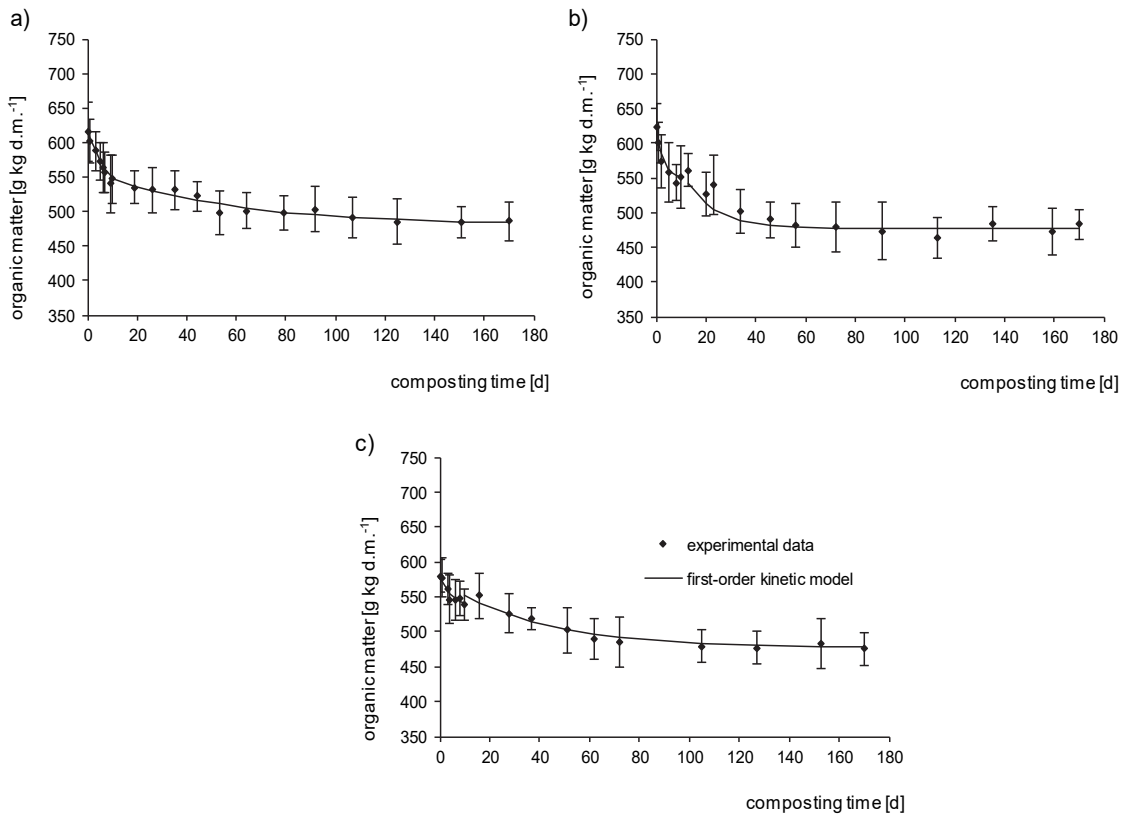 a)
750
700
650
600
550
500
450
400
350
organic matter [g kg d.m.-1]
0 20 40 60 80 100 120 140 160 180
composting time [d]
b)
750
700
650
600
550
500
450
400
350
organic matter [g kg d.m.-1]
0 20 40 60 80 100 120 140 160 180
composting time [d]
c)
750
700
650
600
550
500
450
400
350
organic matter [g kg d.m.-1]
experimental data
first-order kinetic model
0 20 40 60 80 100 120 140 160 180
composting time [d]